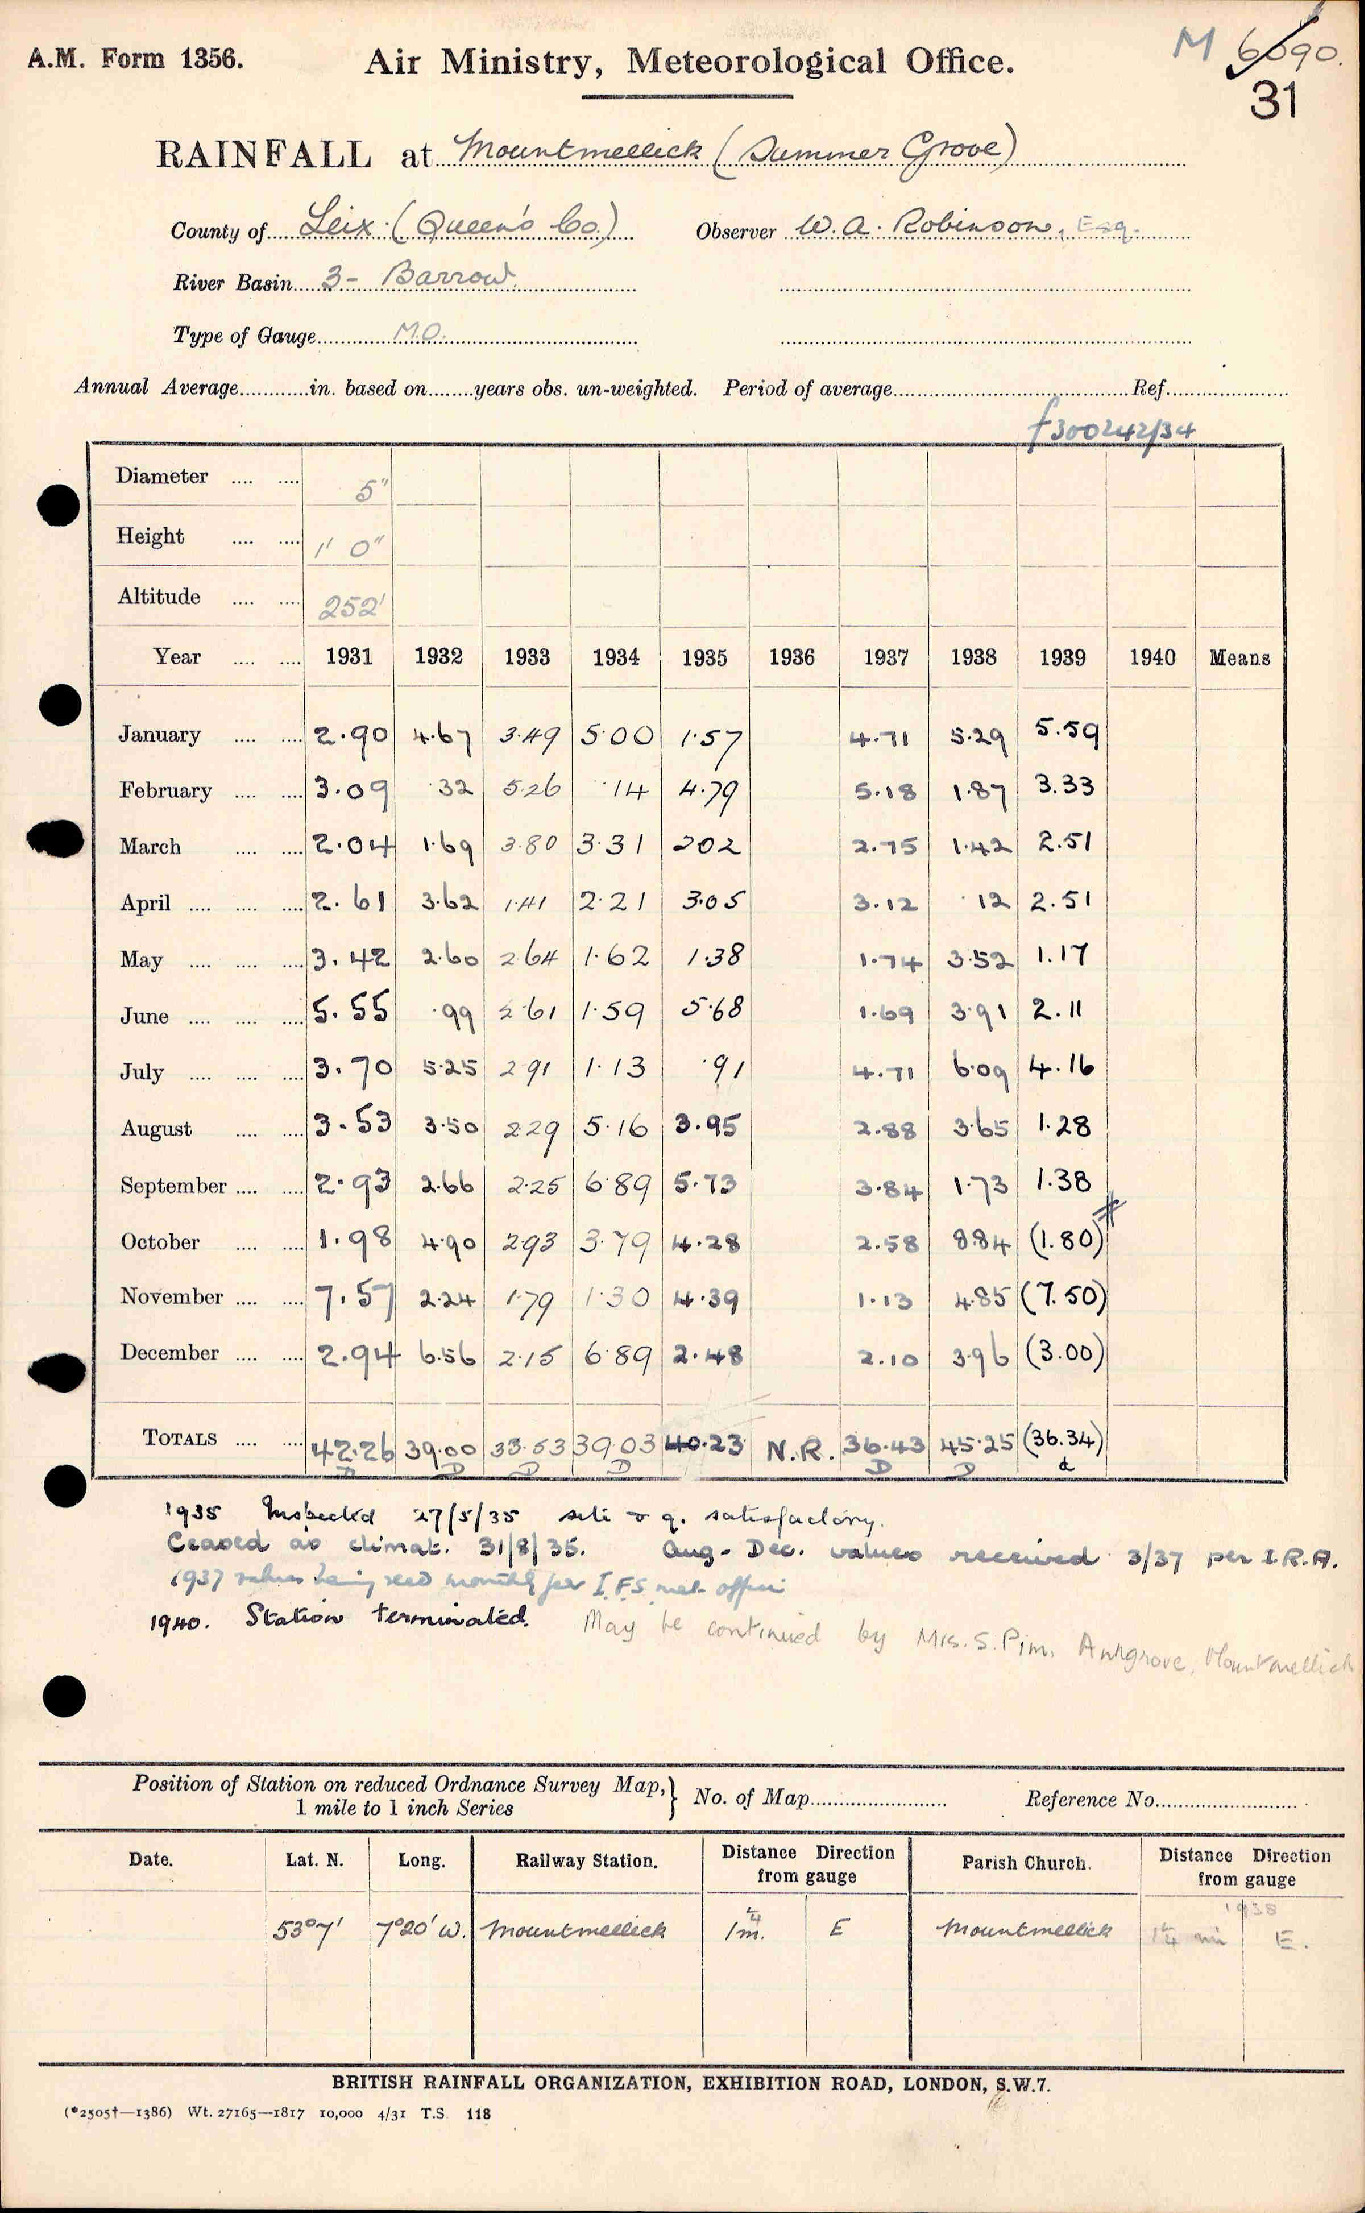 A.M. Form 1356. Air Ministry, Meteorological Office. M 6090.
31
RAINFALL at Mountmellick (Summer Grove)
County of Leix (Queen's Co.) Observer W.A. Robinson, Esq.
River Basin 3- Barrow.
Type of Gauge M.O.
Annual Average in. based on years obs. un-weighted. Period of average Ref.
f300242/34
Diameter 5"
Height 1' 0"
Altitude 252'
Year 1931 1932 1933 1934 1935 1936 1937 1938 1939 1940 Means
January 2.90 4.67 3.49 5.00 1.57 4.71 5.29 5.59
February 3.09 .32 5.26 .14 4.79 5.18 1.87 3.33
March 2.04 1.69 3.80 3.31 202 2.75 1.42 2.51
April 2.61 3.62 1.41 2.21 3.05 3.12 .12 2.51
May 3.42 2.60 2.64 1.62 1.38 1.74 3.52 1.17
June 5.55 .99 2.61 1.59 5.68 1.69 3.91 2.11
July 3.70 5.25 2.91 1.13 .91 4.71 6.09 4.16
August 3.53 3.50 2.29 5.16 3.95 2.88 3.65 1.28
September 2.93 2.66 2.25 6.89 5.73 3.84 1.73 1.38
October 1.98 4.90 2.93 3.79 4.28 2.58 8.84 (1.80) #
November 7.57 2.24 1.79 1.30 4.39 1.13 4.85 (7.50)
December 2.94 6.56 2.15 6.89 2.48 2.10 3.96 (3.00)
TOTALS 42.26 39.00 33.53 39.03 40.23 N.R. 36.43 45.25 (36.34)
D D D D D d
1935 Inspected 27/5/35 site & g. satisfactory.
Ceased as climat. 31/8/35. Aug - Dec. values received 3/37 per I.R.A.
1937 values being recd monthly per I.F.S. met office
1940. Station terminated. May be continued by Mrs. S. Pim, Anngrove, Mountmellick
Position of Station on reduced Ordnance Survey Map, 1 mile to 1 inch Series } No. of Map Reference No.
Date. Lat. N. Long. Railway Station. Distance Direction from gauge Parish Church. Distance Direction from gauge
1938
53°7' 7°20' W. Mountmellick 1¼m. E Mountmellick 1¼ mi E.
BRITISH RAINFALL ORGANIZATION, EXHIBITION ROAD, LONDON, S.W.7.
(*2505†—1386) Wt. 27165—1817 10,000 4/31 T.S. 118